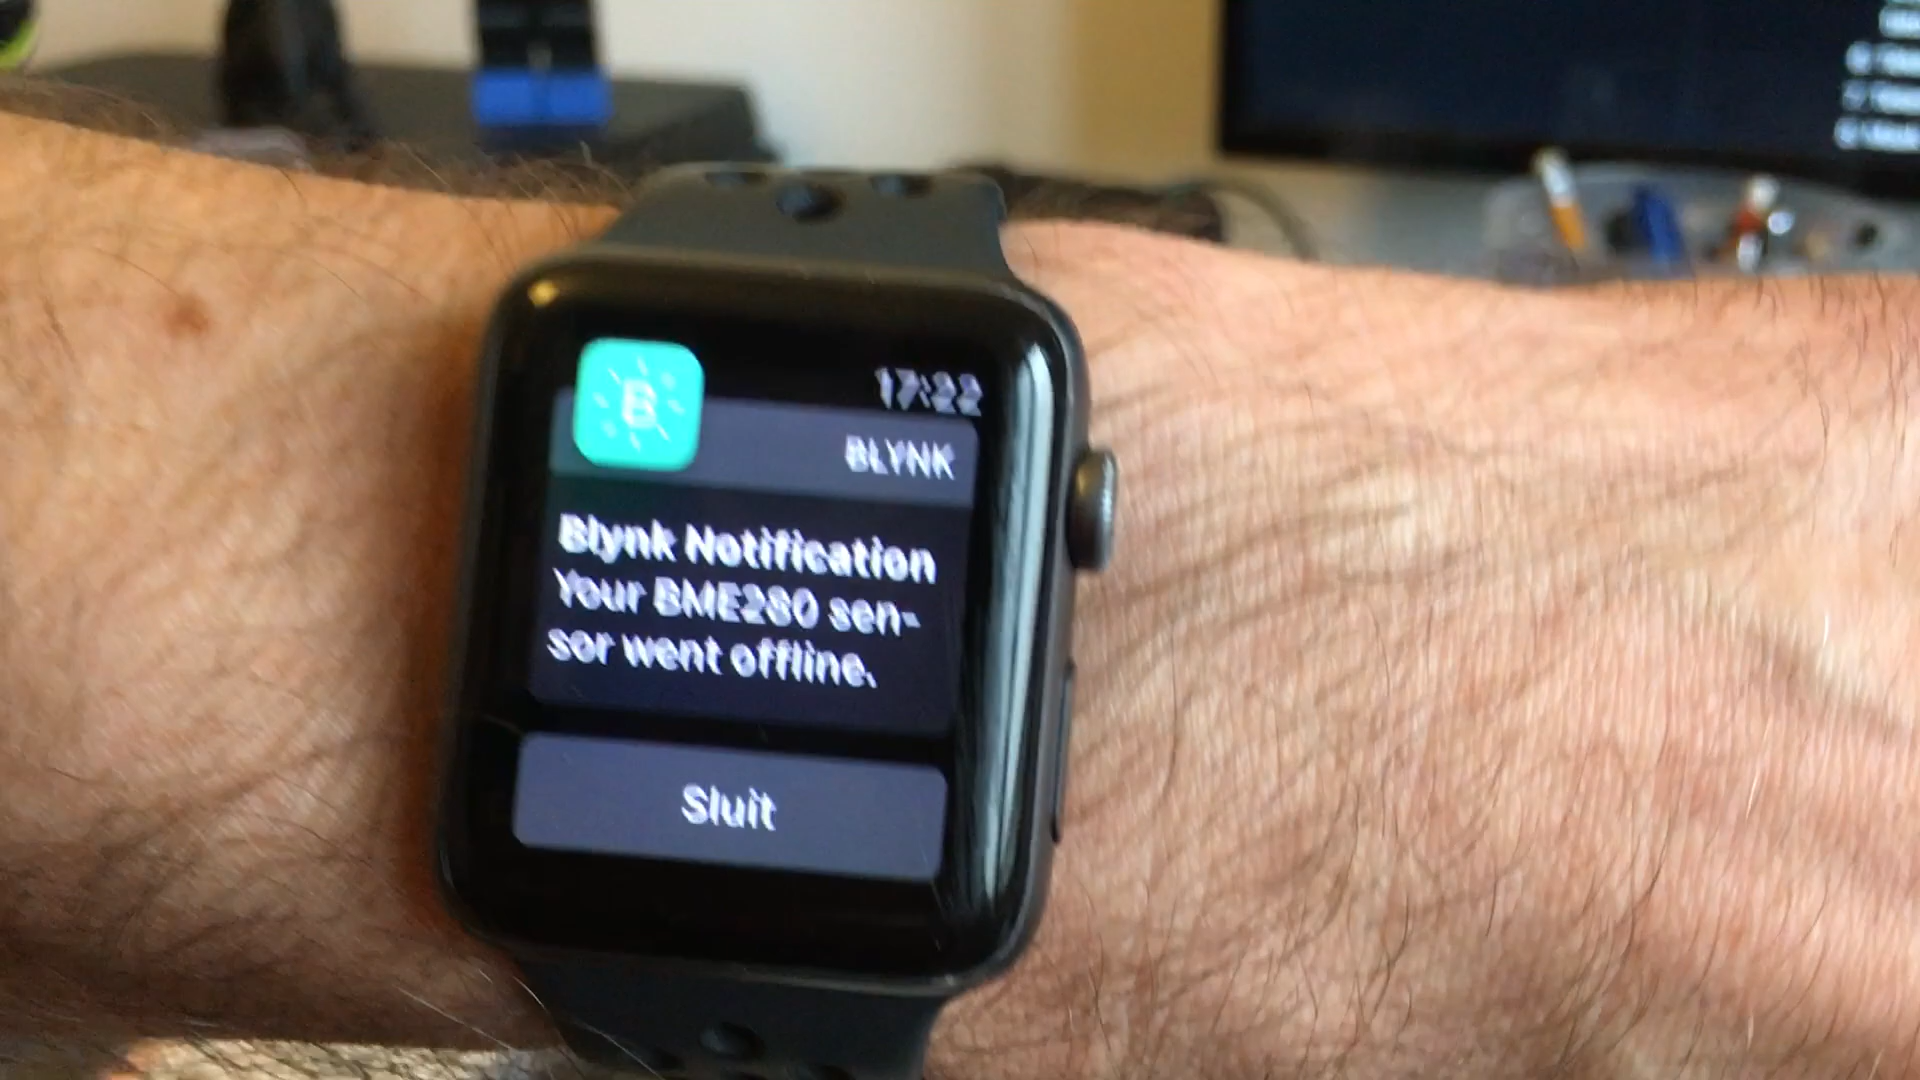 B
17:22
BLYNK
Blynk Notification
Your BME280 sen-
sor went offline.
Sluit